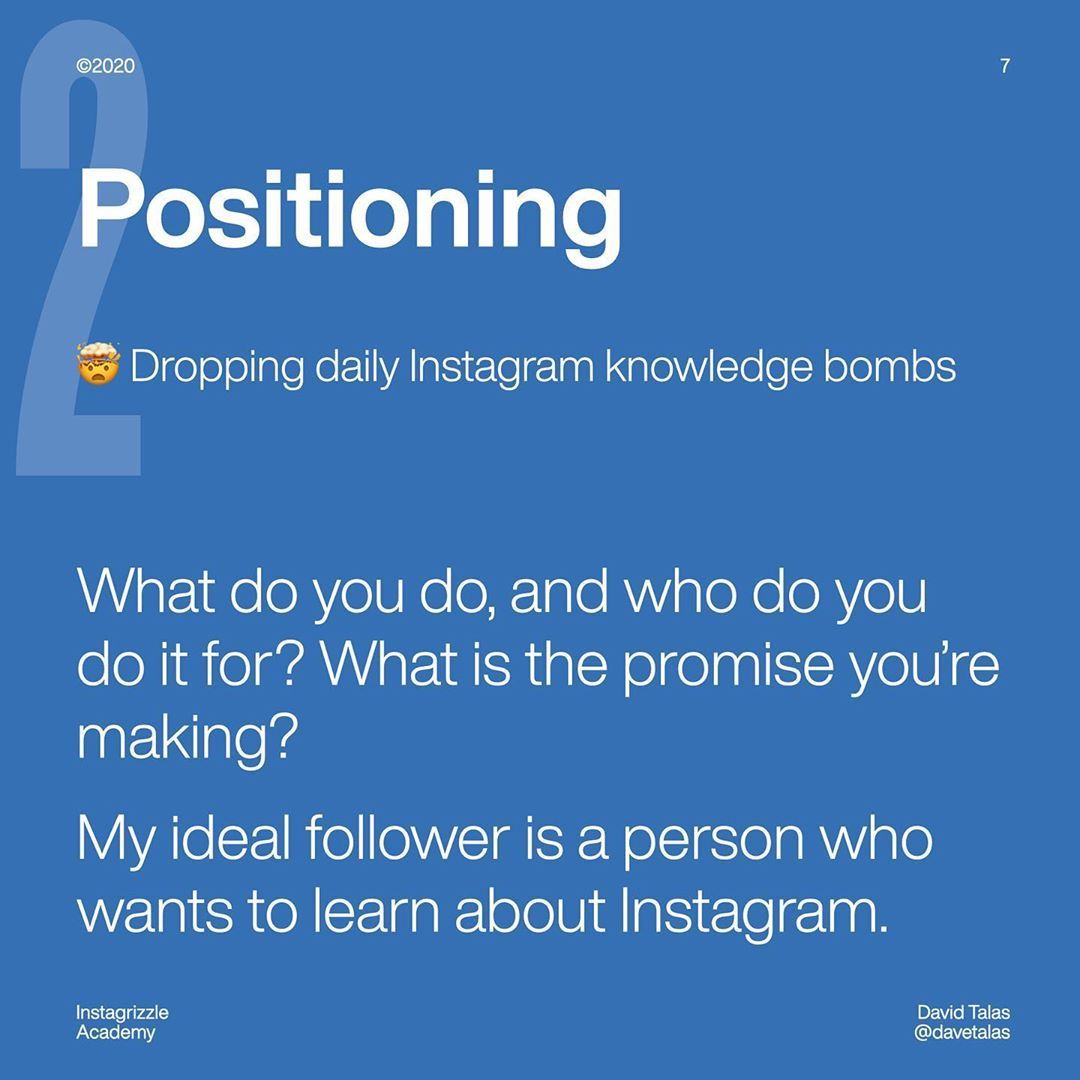 ©2020
7
2
Positioning
🤯 Dropping daily Instagram knowledge bombs
What do you do, and who do you
do it for? What is the promise you’re
making?
My ideal follower is a person who
wants to learn about Instagram.
Instagrizzle
Academy
David Talas
@davetalas